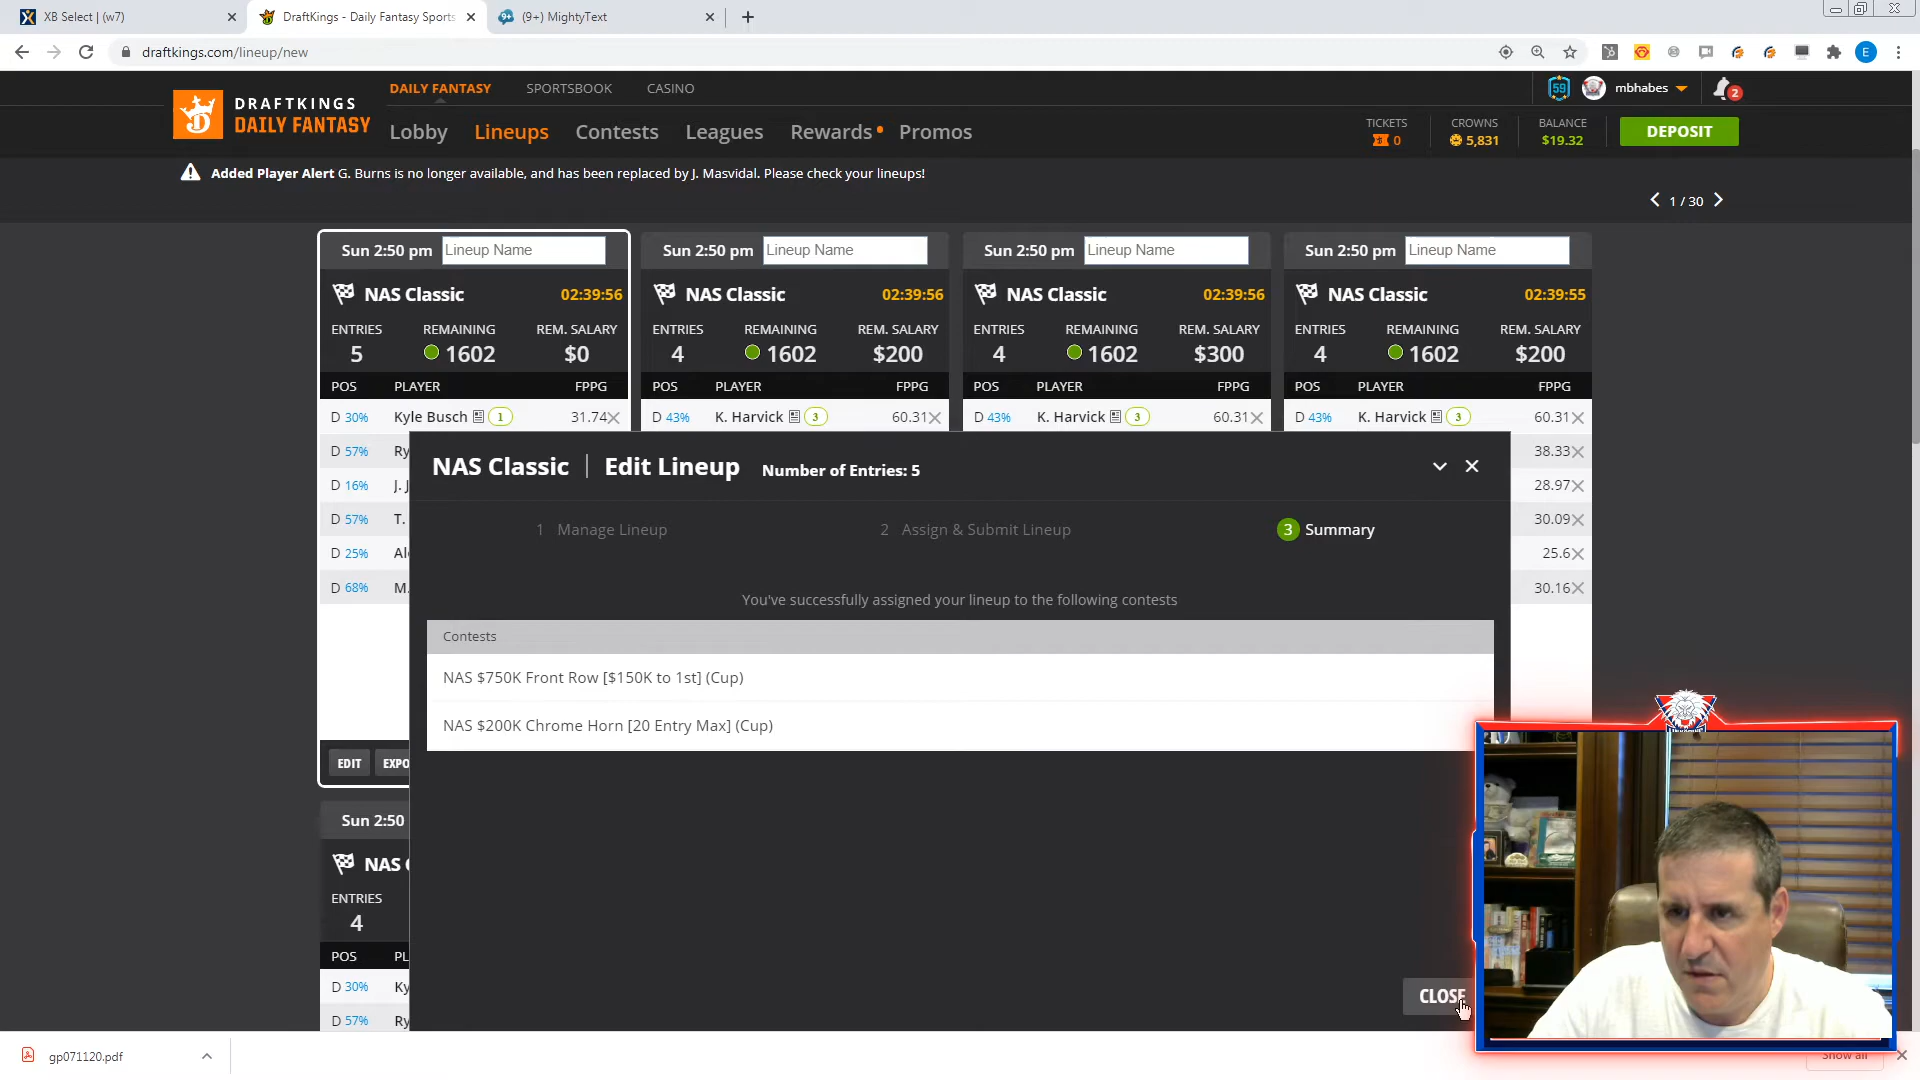 XB Select | (w7)
DraftKings - Daily Fantasy Sports
(9+) MightyText
draftkings.com/lineup/new
E
DRAFTKINGS
DAILY FANTASY
DAILY FANTASY SPORTSBOOK CASINO
Lobby Lineups Contests Leagues Rewards Promos
59 mbhabes 2
TICKETS CROWNS BALANCE
0 5,831 $19.32
DEPOSIT
Added Player Alert G. Burns is no longer available, and has been replaced by J. Masvidal. Please check your lineups!
1 / 30
Sun 2:50 pm Lineup Name Sun 2:50 pm Lineup Name Sun 2:50 pm Lineup Name Sun 2:50 pm Lineup Name
NAS Classic 02:39:56 NAS Classic 02:39:56 NAS Classic 02:39:56 NAS Classic 02:39:55
ENTRIES REMAINING REM. SALARY ENTRIES REMAINING REM. SALARY ENTRIES REMAINING REM. SALARY ENTRIES REMAINING REM. SALARY
5 1602 $0 4 1602 $200 4 1602 $300 4 1602 $200
POS PLAYER FPPG POS PLAYER FPPG POS PLAYER FPPG POS PLAYER FPPG
D 30% Kyle Busch 1 31.74 D 43% K. Harvick 3 60.31 D 43% K. Harvick 3 60.31 D 43% K. Harvick 3 60.31
D 57% Ry 38.33
D 16% J. J 28.97
D 57% T. 30.09
D 25% Al 25.6
D 68% M. 30.16
NAS Classic | Edit Lineup Number of Entries: 5
1 Manage Lineup 2 Assign & Submit Lineup 3 Summary
You've successfully assigned your lineup to the following contests
Contests
NAS $750K Front Row [$150K to 1st] (Cup)
NAS $200K Chrome Horn [20 Entry Max] (Cup)
EDIT EXPO
Sun 2:50
NAS
ENTRIES
4
POS PL
D 30% Ky
D 57% Ry
CLOSE
gp071120.pdf
Show all